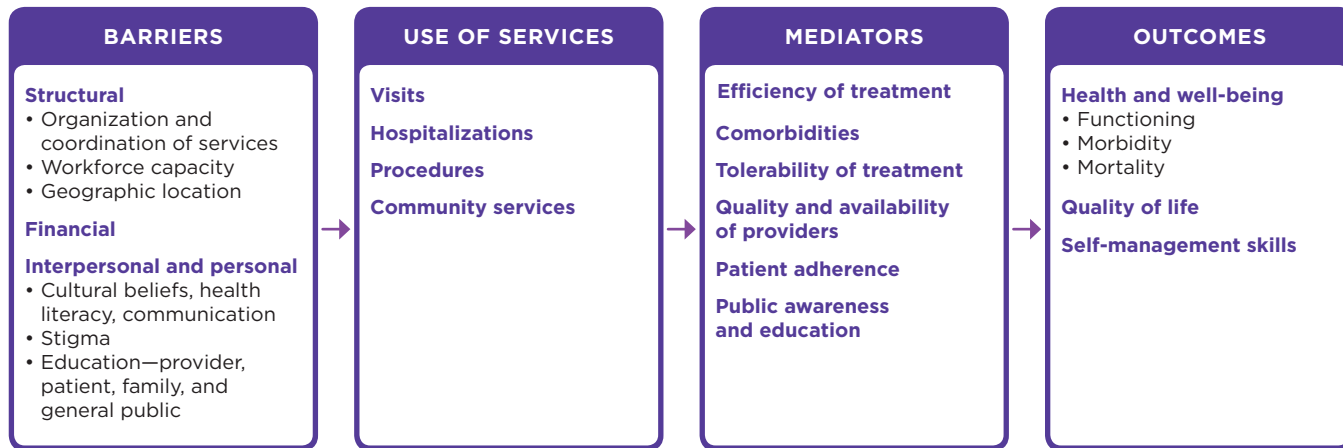 BARRIERS
Structural
• Organization and
coordination of services
• Workforce capacity
• Geographic location
Financial
Interpersonal and personal
• Cultural beliefs, health
literacy, communication
• Stigma
• Education—provider,
patient, family, and
general public
USE OF SERVICES
Visits
Hospitalizations
Procedures
Community services
MEDIATORS
Efficiency of treatment
Comorbidities
Tolerability of treatment
Quality and availability
of providers
Patient adherence
Public awareness
and education
OUTCOMES
Health and well-being
• Functioning
• Morbidity
• Mortality
Quality of life
Self-management skills